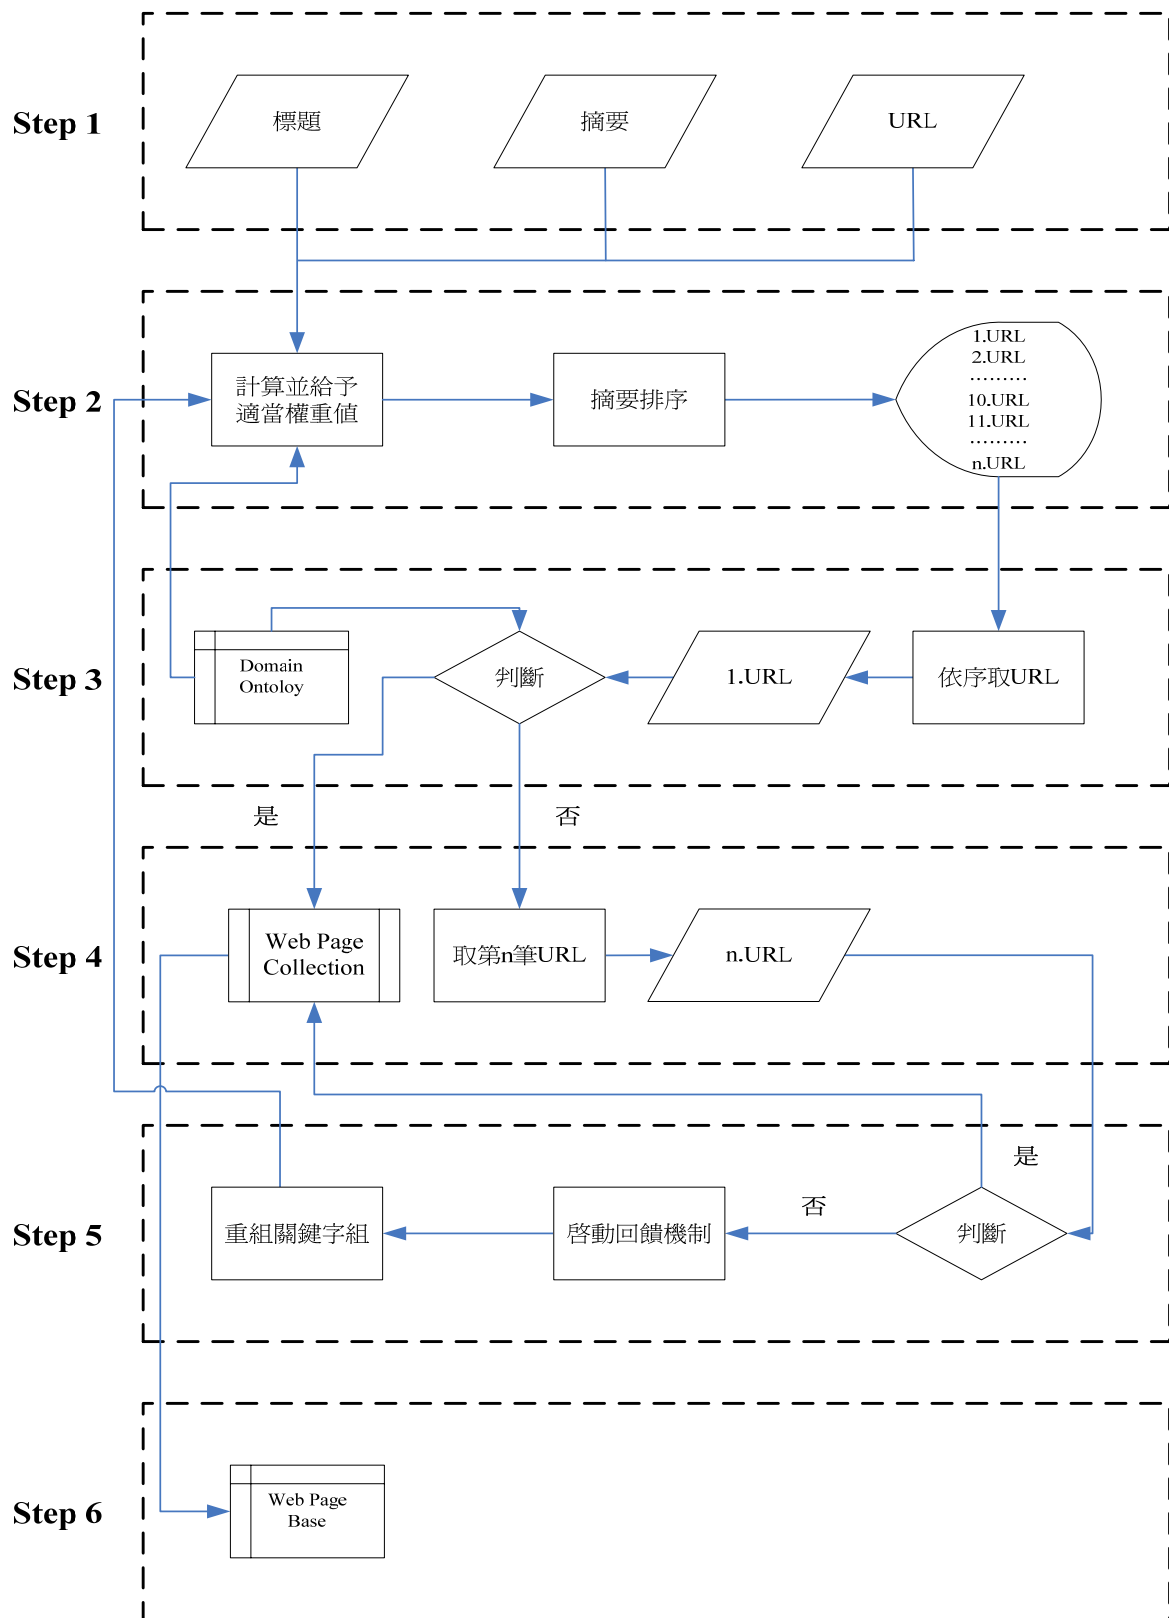 Step 1
標題
摘要
URL
Step 2
計算並給予
適當權重值
摘要排序
1.URL
2.URL
.........
10.URL
11.URL
.........
n.URL
Step 3
Domain
Ontoloy
判斷
1.URL
依序取URL
是
否
Step 4
Web Page
Collection
取第n筆URL
n.URL
Step 5
重組關鍵字組
啓動回饋機制
否
是
判斷
Step 6
Web Page
Base